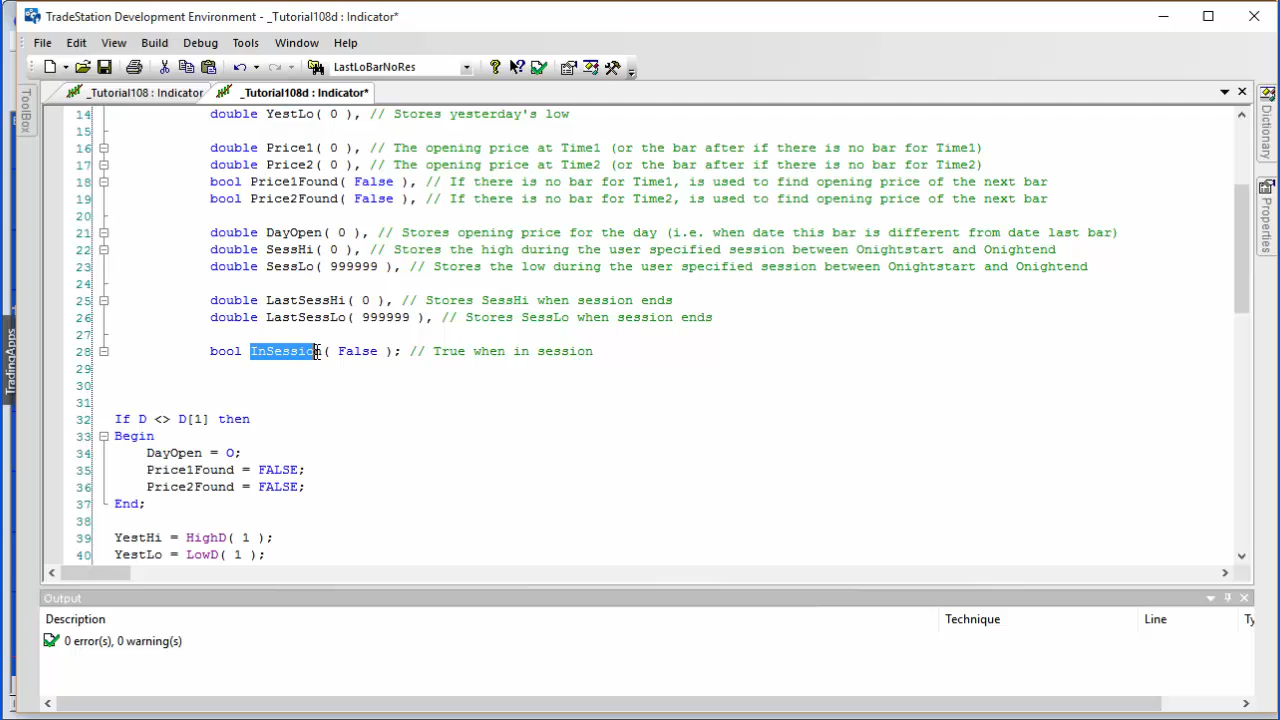 TradeStation Development Environment - _Tutorial108d : Indicator*
File Edit View Build Debug Tools Window Help
LastLoBarNoRes
_Tutorial108 : Indicator _Tutorial108d : Indicator*
ToolBox
TradingApps
Dictionary
Properties
14 double YestLo( 0 ), // Stores yesterday's low
15
16 double Price1( 0 ), // The opening price at Time1 (or the bar after if there is no bar for Time1)
17 double Price2( 0 ), // The opening price at Time2 (or the bar after if there is no bar for Time2)
18 bool Price1Found( False ), // If there is no bar for Time1, is used to find opening price of the next bar
19 bool Price2Found( False ), // If there is no bar for Time2, is used to find opening price of the next bar
20
21 double DayOpen( 0 ), // Stores opening price for the day (i.e. when date this bar is different from date last bar)
22 double SessHi( 0 ), // Stores the high during the user specified session between Onightstart and Onightend
23 double SessLo( 999999 ), // Stores the low during the user specified session between Onightstart and Onightend
24
25 double LastSessHi( 0 ), // Stores SessHi when session ends
26 double LastSessLo( 999999 ), // Stores SessLo when session ends
27
28 bool InSession( False ); // True when in session
29
30
31
32 If D <> D[1] then
33 Begin
34 DayOpen = O;
35 Price1Found = FALSE;
36 Price2Found = FALSE;
37 End;
38
39 YestHi = HighD( 1 );
40 YestLo = LowD( 1 );
Output
Description Technique Line Ty
0 error(s), 0 warning(s)